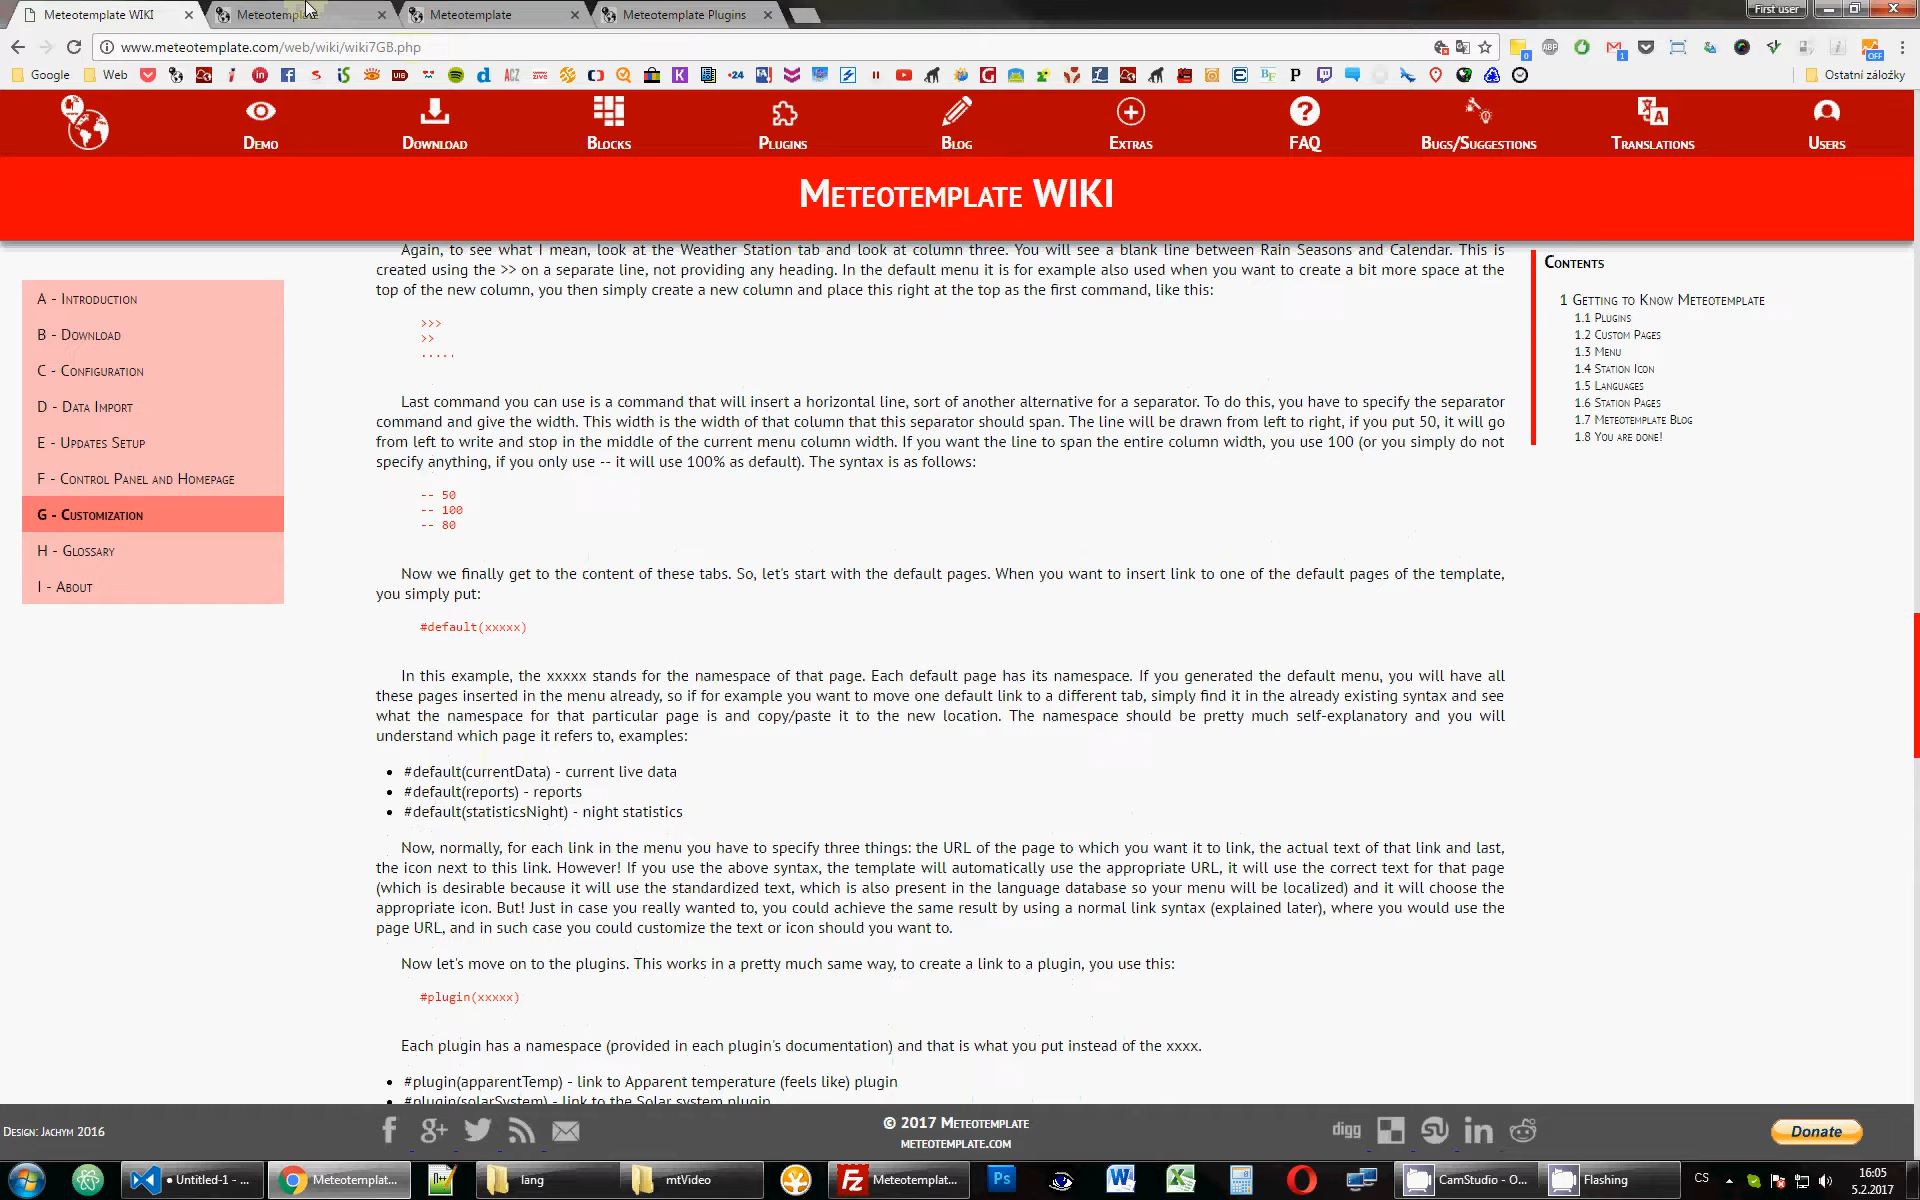 Meteotemplate WIKI
Meteotemplate
Meteotemplate
Meteotemplate Plugins
First user
www.meteotemplate.com/web/wiki/wiki7GB.php
Google
Web
Ostatní záložky
Demo
Download
Blocks
Plugins
Blog
Extras
FAQ
Bugs/Suggestions
Translations
Users
Meteotemplate WIKI
A - Introduction
B - Download
C - Configuration
D - Data Import
E - Updates Setup
F - Control Panel and Homepage
G - Customization
H - Glossary
I - About
Again, to see what I mean, look at the Weather Station tab and look at column three. You will see a blank line between Rain Seasons and Calendar. This is
created using the >> on a separate line, not providing any heading. In the default menu it is for example also used when you want to create a bit more space at the
top of the new column, you then simply create a new column and place this right at the top as the first command, like this:
>>>
>>
.....
Last command you can use is a command that will insert a horizontal line, sort of another alternative for a separator. To do this, you have to specify the separator
command and give the width. This width is the width of that column that this separator should span. The line will be drawn from left to right, if you put 50, it will go
from left to write and stop in the middle of the current menu column width. If you want the line to span the entire column width, you use 100 (or you simply do not
specify anything, if you only use -- it will use 100% as default). The syntax is as follows:
-- 50
-- 100
-- 80
Now we finally get to the content of these tabs. So, let's start with the default pages. When you want to insert link to one of the default pages of the template,
you simply put:
#default(xxxxx)
In this example, the xxxxx stands for the namespace of that page. Each default page has its namespace. If you generated the default menu, you will have all
these pages inserted in the menu already, so if for example you want to move one default link to a different tab, simply find it in the already existing syntax and see
what the namespace for that particular page is and copy/paste it to the new location. The namespace should be pretty much self-explanatory and you will
understand which page it refers to, examples:
#default(currentData) - current live data
#default(reports) - reports
#default(statisticsNight) - night statistics
Now, normally, for each link in the menu you have to specify three things: the URL of the page to which you want it to link, the actual text of that link and last,
the icon next to this link. However! If you use the above syntax, the template will automatically use the appropriate URL, it will use the correct text for that page
(which is desirable because it will use the standardized text, which is also present in the language database so your menu will be localized) and it will choose the
appropriate icon. But! Just in case you really wanted to, you could achieve the same result by using a normal link syntax (explained later), where you would use the
page URL, and in such case you could customize the text or icon should you want to.
Now let's move on to the plugins. This works in a pretty much same way, to create a link to a plugin, you use this:
#plugin(xxxxx)
Each plugin has a namespace (provided in each plugin's documentation) and that is what you put instead of the xxxx.
#plugin(apparentTemp) - link to Apparent temperature (feels like) plugin
#plugin(solarSystem) - link to the Solar system plugin
Contents
1 Getting to Know Meteotemplate
1.1 Plugins
1.2 Custom Pages
1.3 Menu
1.4 Station Icon
1.5 Languages
1.6 Station Pages
1.7 Meteotemplate Blog
1.8 You are done!
Design: Jachym 2016
© 2017 Meteotemplate
meteotemplate.com
digg
Donate
Untitled-1 - ...
Meteotemplat...
lang
mtVideo
Meteotemplat...
CamStudio - O...
Flashing
CS
16:05
5.2.2017